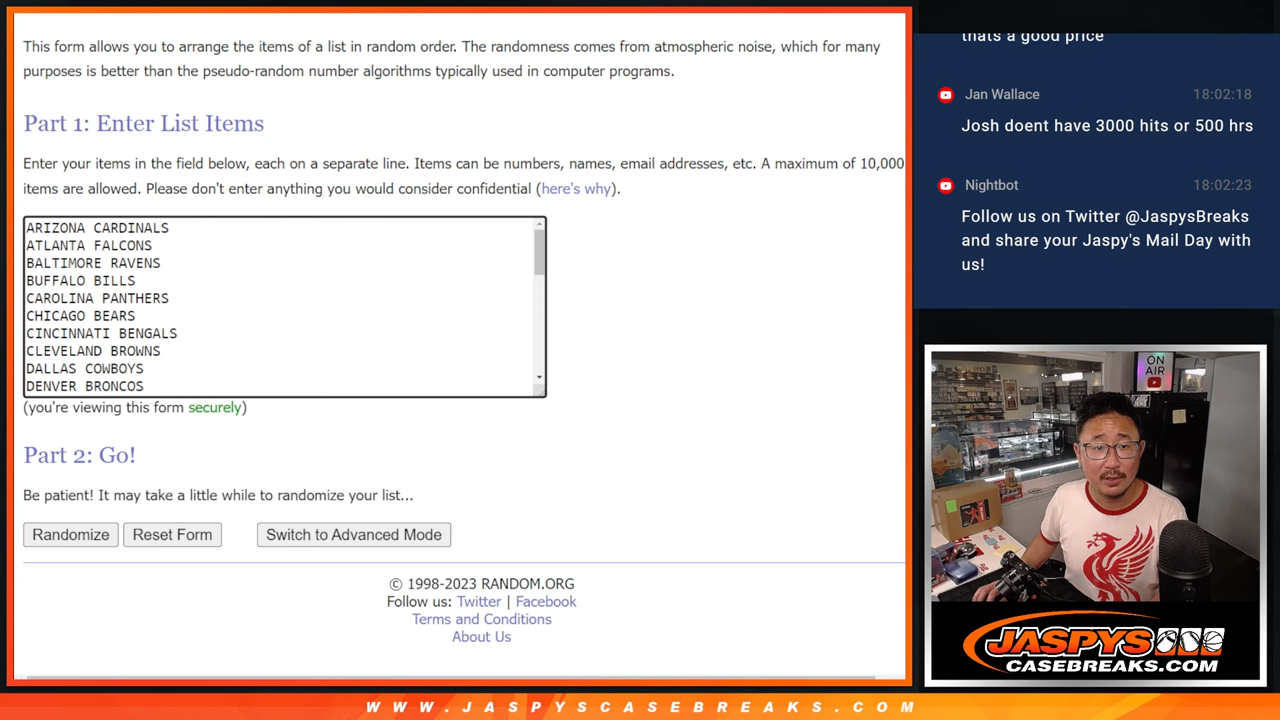 This form allows you to arrange the items of a list in random order. The randomness comes from atmospheric noise, which for many
purposes is better than the pseudo-random number algorithms typically used in computer programs.
Part 1: Enter List Items
Enter your items in the field below, each on a separate line. Items can be numbers, names, email addresses, etc. A maximum of 10,000
items are allowed. Please don't enter anything you would consider confidential (here's why).
ARIZONA CARDINALS
ATLANTA FALCONS
BALTIMORE RAVENS
BUFFALO BILLS
CAROLINA PANTHERS
CHICAGO BEARS
CINCINNATI BENGALS
CLEVELAND BROWNS
DALLAS COWBOYS
DENVER BRONCOS
(you're viewing this form securely)
Part 2: Go!
Be patient! It may take a little while to randomize your list...
Randomize Reset Form Switch to Advanced Mode
© 1998-2023 RANDOM.ORG
Follow us: Twitter | Facebook
Terms and Conditions
About Us
thats a good price
Jan Wallace 18:02:18
Josh doent have 3000 hits or 500 hrs
Nightbot 18:02:23
Follow us on Twitter @JaspysBreaks
and share your Jaspy's Mail Day with
us!
ON
AIR
JASPYS
CASEBREAKS.COM
WWW.JASPYSCASEBREAKS.COM